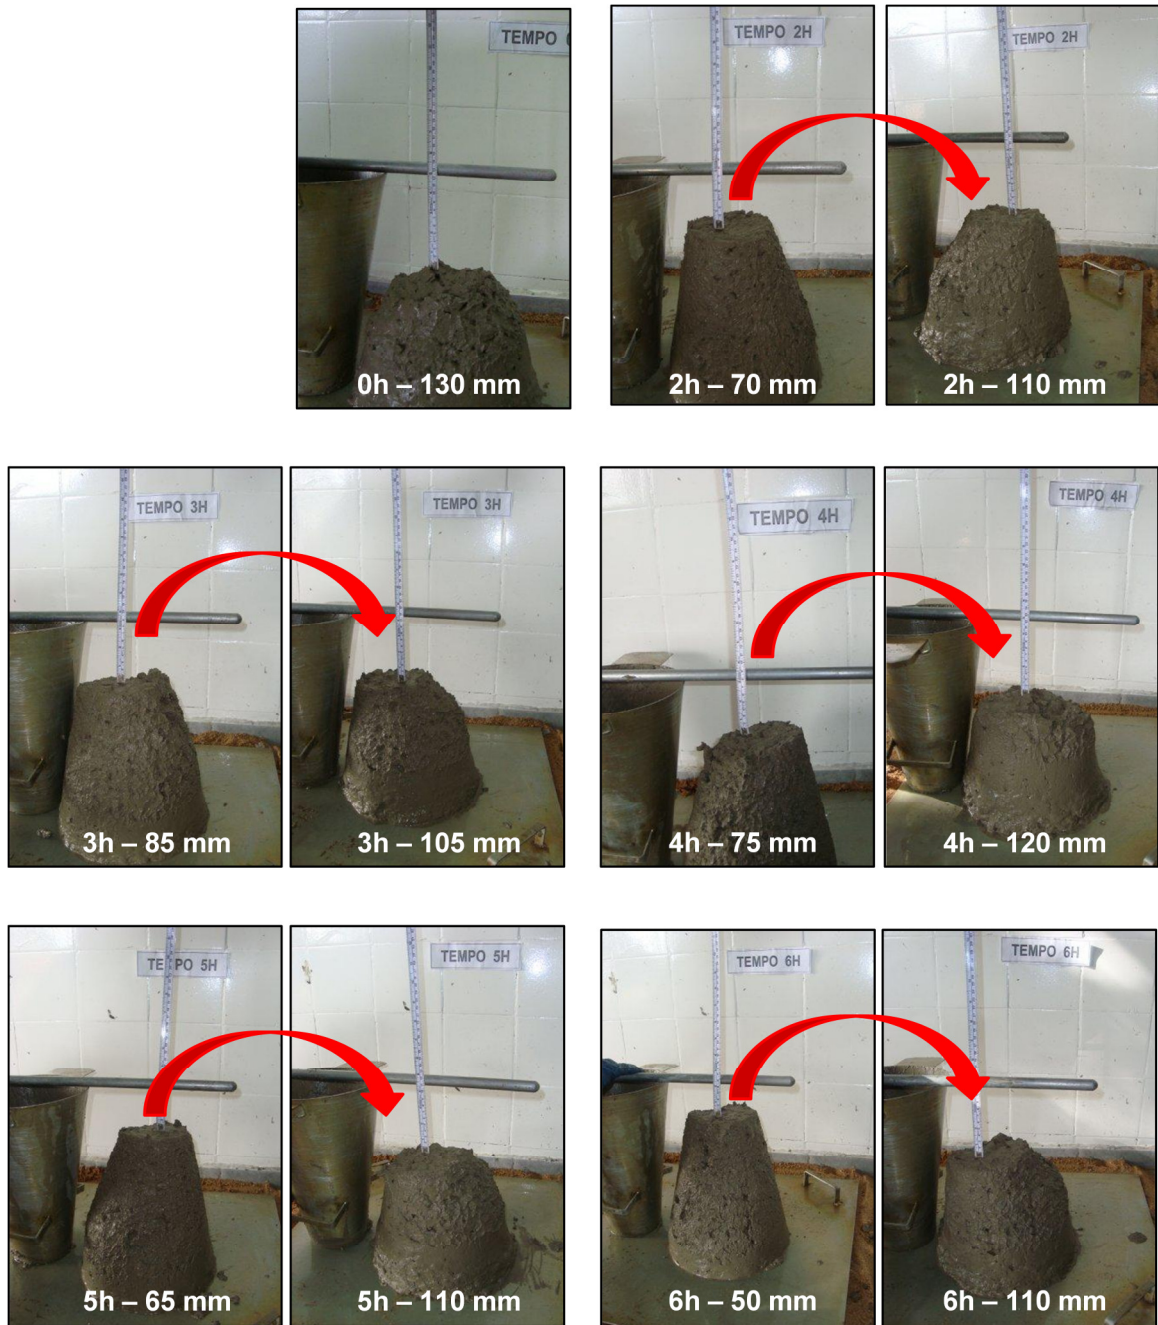 TEMPO
0h – 130 mm
TEMPO 2H
2h – 70 mm
TEMPO 2H
2h – 110 mm
TEMPO 3H
3h – 85 mm
TEMPO 3H
3h – 105 mm
TEMPO 4H
4h – 75 mm
TEMPO 4H
4h – 120 mm
TEMPO 5H
5h – 65 mm
TEMPO 5H
5h – 110 mm
TEMPO 6H
6h – 50 mm
TEMPO 6H
6h – 110 mm